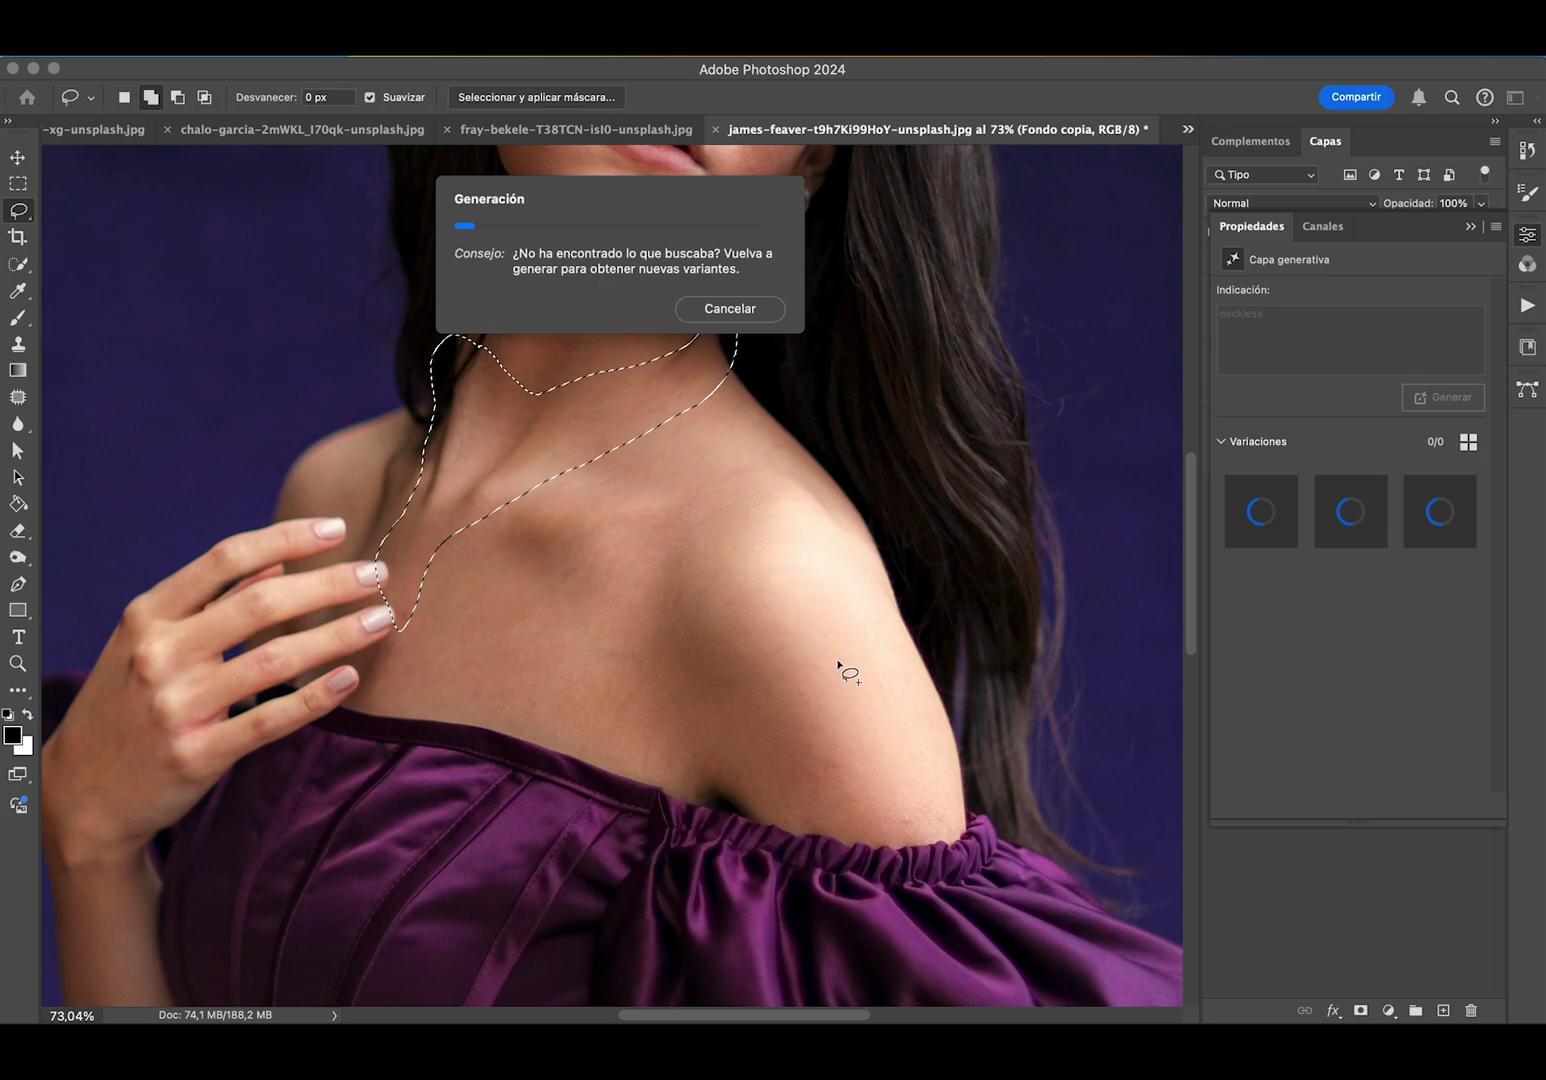 Adobe Photoshop 2024
Desvanecer: 0 px Suavizar Seleccionar y aplicar máscara... Compartir
-xg-unsplash.jpg × chalo-garcia-2mWKL_I70qk-unsplash.jpg × fray-bekele-T38TCN-isI0-unsplash.jpg × james-feaver-t9h7Ki99HoY-unsplash.jpg al 73% (Fondo copia, RGB/8) *
Complementos Capas
Tipo
Normal Opacidad: 100%
Propiedades Canales
Capa generativa
Indicación:
neckless
Generar
Variaciones 0/0
Generación
Consejo: ¿No ha encontrado lo que buscaba? Vuelva a
generar para obtener nuevas variantes.
Cancelar
73,04% Doc: 74,1 MB/188,2 MB